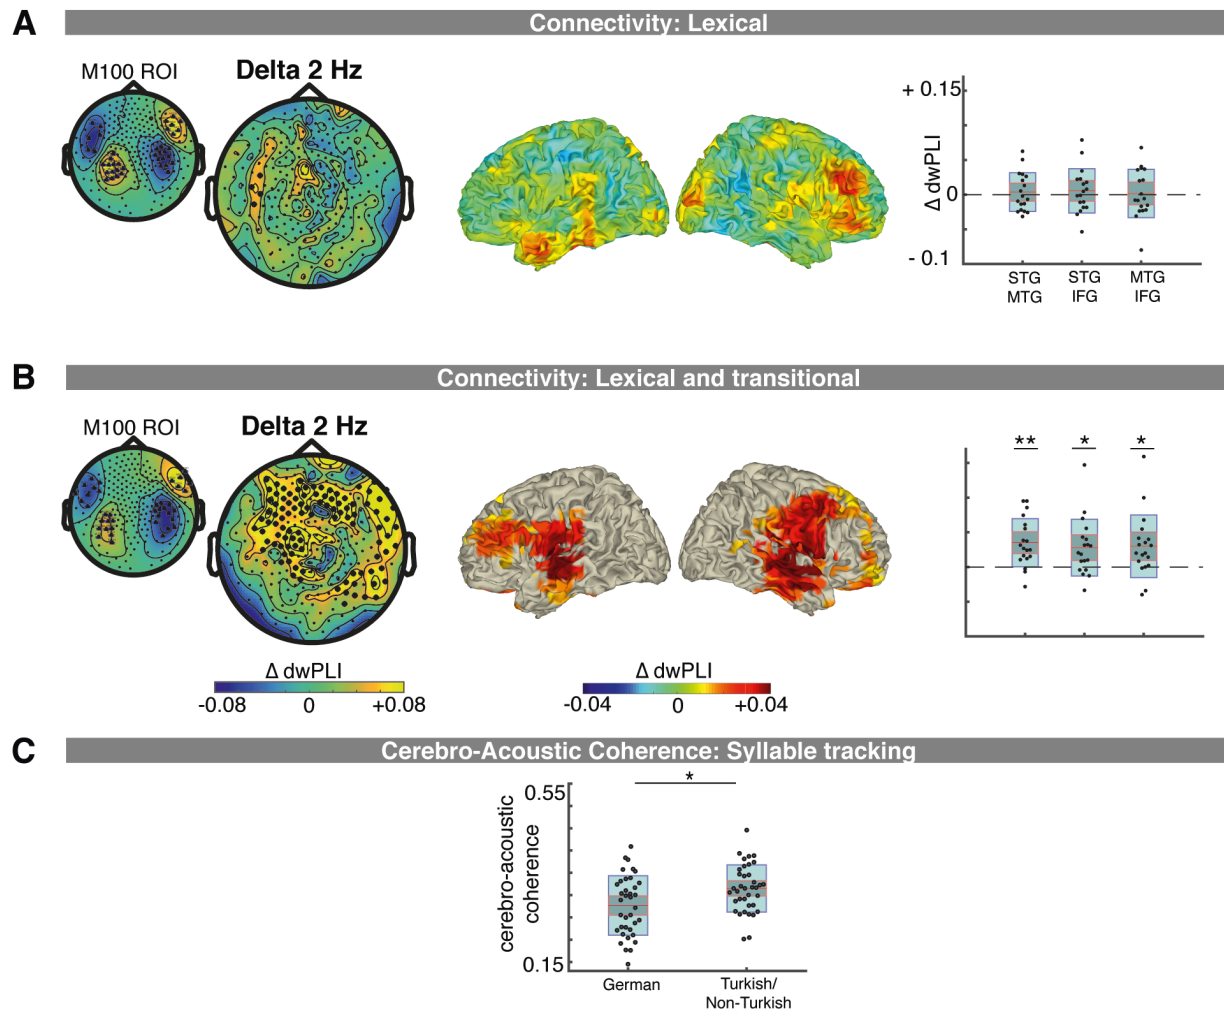 A
Connectivity: Lexical
M100 ROI
Delta 2 Hz
+ 0.15
Δ dwPLI
0
- 0.1
STG
MTG
STG
IFG
MTG
IFG
B
Connectivity: Lexical and transitional
M100 ROI
Delta 2 Hz
** * *
Δ dwPLI
-0.08 0 +0.08
Δ dwPLI
-0.04 0 +0.04
C
Cerebro-Acoustic Coherence: Syllable tracking
*
0.55
cerebro-acoustic
coherence
0.15
German
Turkish/
Non-Turkish